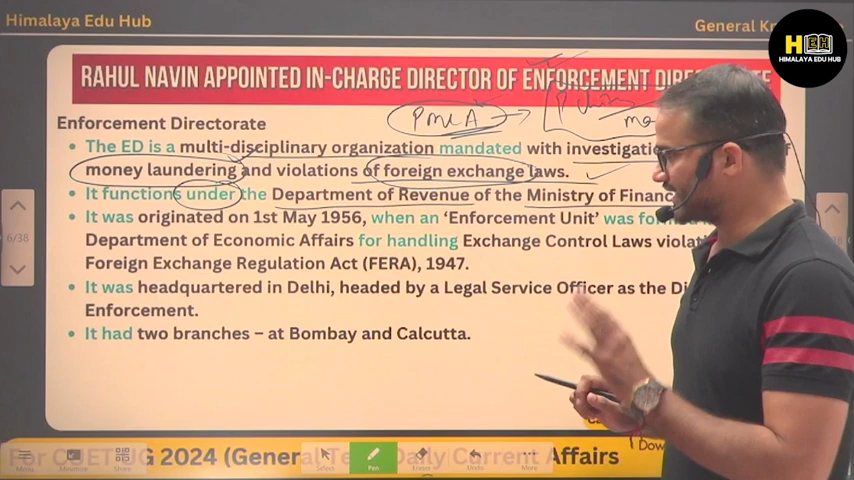 Himalaya Edu Hub
General Kn
HIMALAYA EDU HUB
RAHUL NAVIN APPOINTED IN-CHARGE DIRECTOR OF ENFORCEMENT
PMLA
Enforcement Directorate
• The ED is a multi-disciplinary organization mandated with investigatio
money laundering and violations of foreign exchange laws.
• It functions under the Department of Revenue of the Ministry of Financ
• It was originated on 1st May 1956, when an ‘Enforcement Unit’ was
Department of Economic Affairs for handling Exchange Control Laws
Foreign Exchange Regulation Act (FERA), 1947.
• It was headquartered in Delhi, headed by a Legal Service Officer as the
Enforcement.
• It had two branches – at Bombay and Calcutta.
6/38
For CUET UG 2024 (General Daily Current Affairs
Menu
Minimize
Share
Select
Pen
Eraser
Undo
More